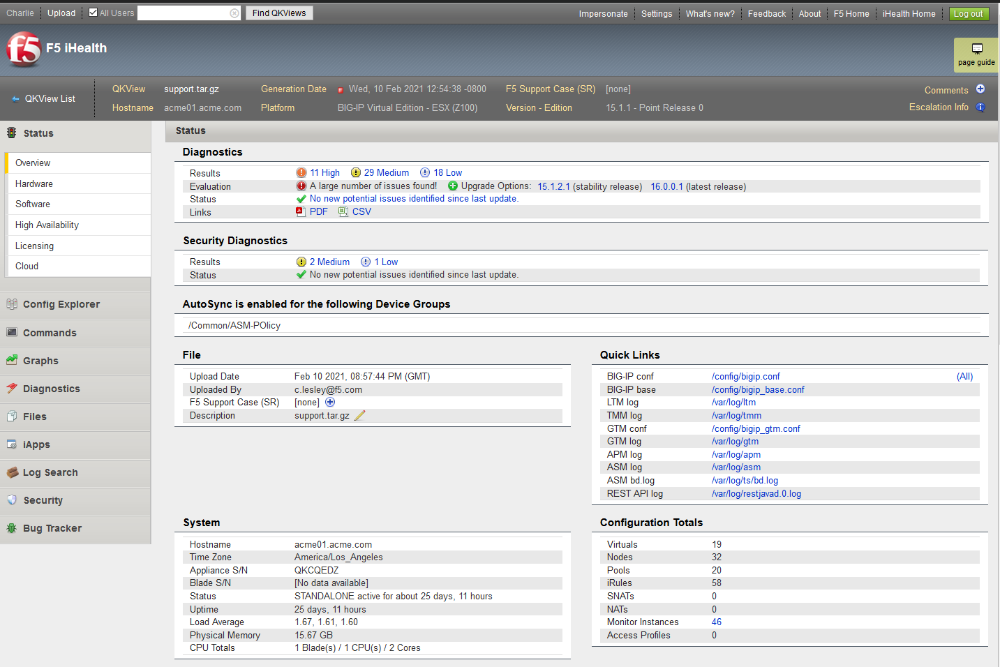 Charlie Upload All Users Find QKViews Impersonate Settings What's new? Feedback About F5 Home iHealth Home Log out
f5 F5 iHealth
page guide
QKView List
QKView support.tar.gz Generation Date Wed, 10 Feb 2021 12:54:38 -0800 F5 Support Case (SR) [none] Comments
Hostname acme01.acme.com Platform BIG-IP Virtual Edition - ESX (Z100) Version - Edition 15.1.1 - Point Release 0 Escalation Info
Status
Overview
Hardware
Software
High Availability
Licensing
Cloud
Config Explorer
Commands
Graphs
Diagnostics
Files
iApps
Log Search
Security
Bug Tracker
Status
Diagnostics
Results 11 High 29 Medium 18 Low
Evaluation A large number of issues found! Upgrade Options: 15.1.2.1 (stability release) 16.0.0.1 (latest release)
Status No new potential issues identified since last update.
Links PDF CSV
Security Diagnostics
Results 2 Medium 1 Low
Status No new potential issues identified since last update.
AutoSync is enabled for the following Device Groups
/Common/ASM-POlicy
File
Upload Date Feb 10 2021, 08:57:44 PM (GMT)
Uploaded By c.lesley@f5.com
F5 Support Case (SR) [none]
Description support.tar.gz
Quick Links
BIG-IP conf /config/bigip.conf (All)
BIG-IP base /config/bigip_base.conf
LTM log /var/log/ltm
TMM log /var/log/tmm
GTM conf /config/bigip_gtm.conf
GTM log /var/log/gtm
APM log /var/log/apm
ASM log /var/log/asm
ASM bd.log /var/log/ts/bd.log
REST API log /var/log/restjavad.0.log
System
Hostname acme01.acme.com
Time Zone America/Los_Angeles
Appliance S/N QKCQEDZ
Blade S/N [No data available]
Status STANDALONE active for about 25 days, 11 hours
Uptime 25 days, 11 hours
Load Average 1.67, 1.61, 1.60
Physical Memory 15.67 GB
CPU Totals 1 Blade(s) / 1 CPU(s) / 2 Cores
Configuration Totals
Virtuals 19
Nodes 32
Pools 20
iRules 58
SNATs 0
NATs 0
Monitor Instances 46
Access Profiles 0